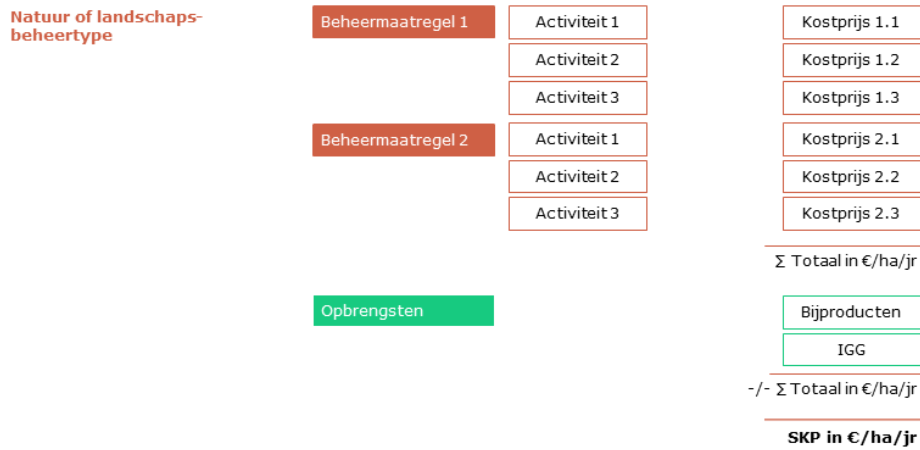 Natuur of landschaps-
beheertype
Beheermaatregel 1
Activiteit 1
Kostprijs 1.1
Activiteit 2
Kostprijs 1.2
Activiteit 3
Kostprijs 1.3
Beheermaatregel 2
Activiteit 1
Kostprijs 2.1
Activiteit 2
Kostprijs 2.2
Activiteit 3
Kostprijs 2.3
∑ Totaal in €/ha/jr
Opbrengsten
Bijproducten
IGG
-/- ∑ Totaal in €/ha/jr
SKP in €/ha/jr